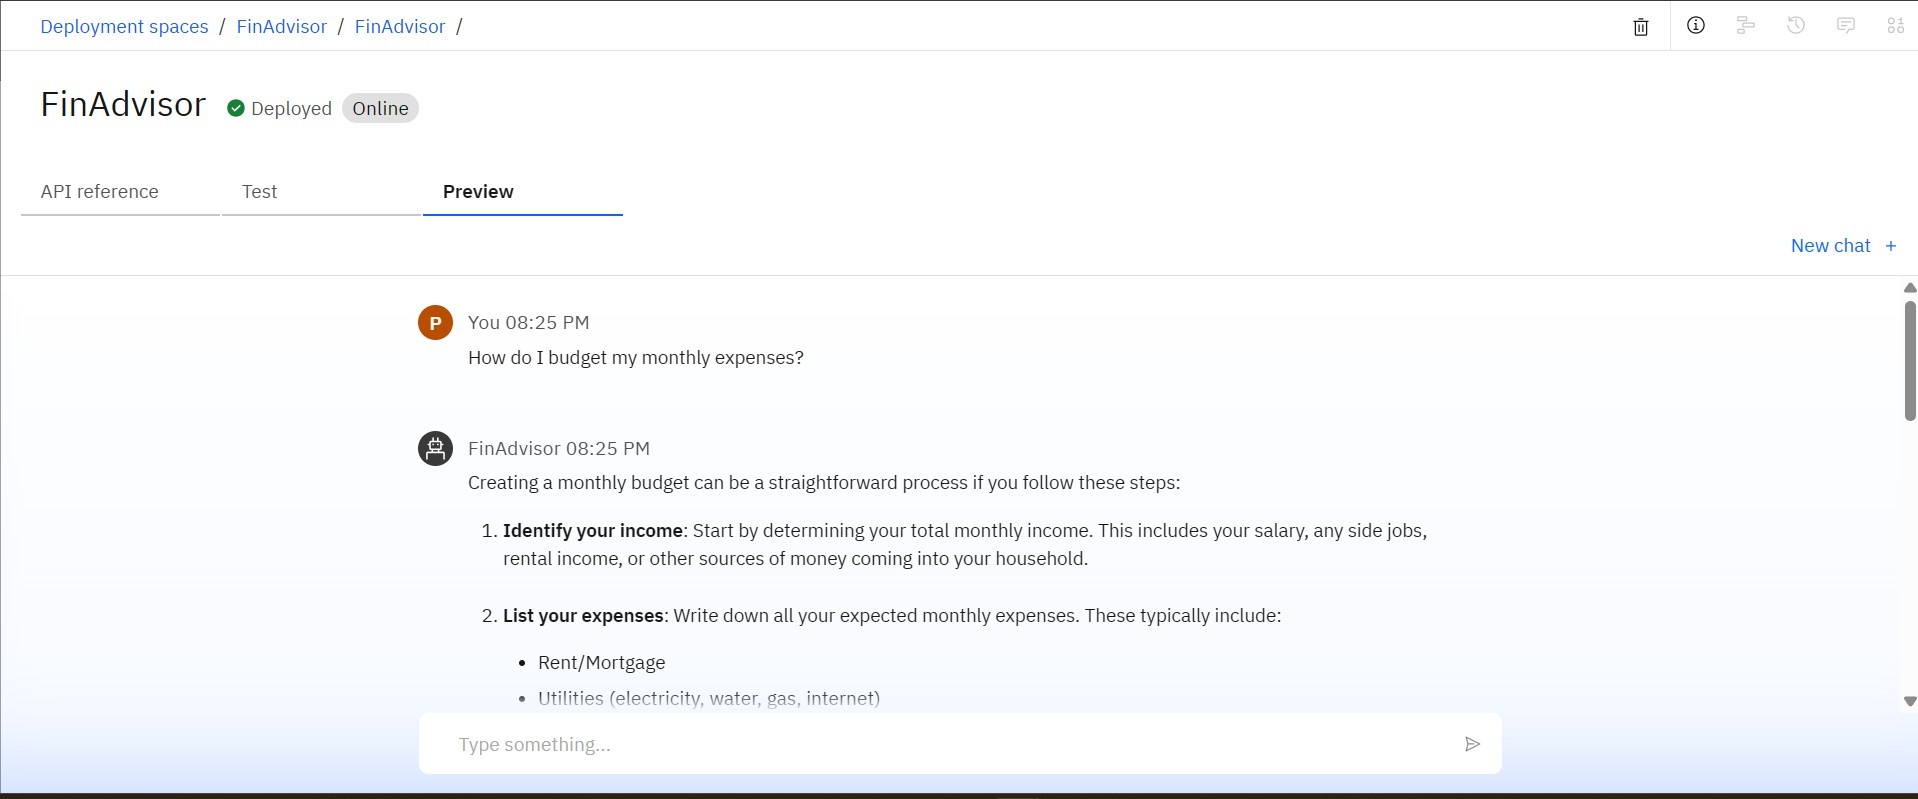 Deployment spaces / FinAdvisor / FinAdvisor /
FinAdvisor Deployed Online
API reference Test Preview
New chat +
P You 08:25 PM
How do I budget my monthly expenses?
FinAdvisor 08:25 PM
Creating a monthly budget can be a straightforward process if you follow these steps:
1. Identify your income: Start by determining your total monthly income. This includes your salary, any side jobs,
rental income, or other sources of money coming into your household.
2. List your expenses: Write down all your expected monthly expenses. These typically include:
• Rent/Mortgage
• Utilities (electricity, water, gas, internet)
Type something...